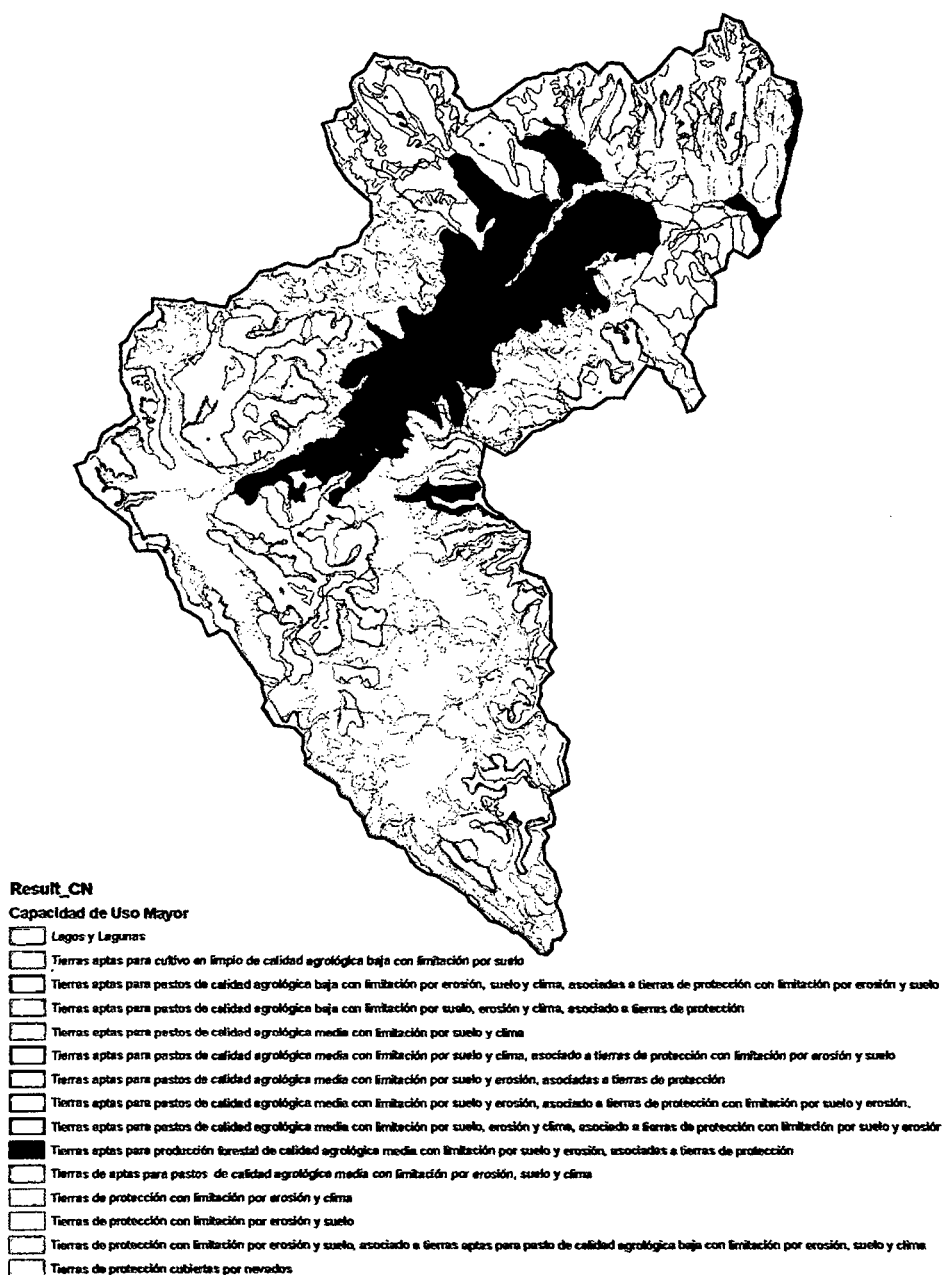 Result_CN
Capacidad de Uso Mayor
Lagos y Lagunas
Tierras aptas para cultivo en limpio de calidad agrológica baja con limitación por suelo
Tierras aptas para pastos de calidad agrológica baja con limitación por erosión, suelo y clima, asociadas a tierras de protección con limitación por erosión y suelo
Tierras aptas para pastos de calidad agrológica baja con limitación por suelo, erosión y clima, asociado a tierras de protección
Tierras aptas para pastos de calidad agrológica media con limitación por suelo y clima
Tierras aptas para pastos de calidad agrológica media con limitación por suelo y clima, asociado a tierras de protección con limitación por erosión y suelo
Tierras aptas para pastos de calidad agrológica media con limitación por suelo y erosión, asociadas a tierras de protección
Tierras aptas para pastos de calidad agrológica media con limitación por suelo y erosión, asociado a tierras de protección con limitación por suelo y erosión.
Tierras aptas para pastos de calidad agrológica media con limitación por suelo, erosión y clima, asociado a tierras de protección con limitación por suelo y erosión
Tierras aptas para producción forestal de calidad agrológica media con limitación por suelo y erosión, asociadas a tierras de protección
Tierras de aptas para pastos de calidad agrológica media con limitación por erosión, suelo y clima
Tierras de protección con limitación por erosión y clima
Tierras de protección con limitación por erosión y suelo
Tierras de protección con limitación por erosión y suelo, asociado a tierras aptas para pasto de calidad agrológica baja con limitación por erosión, suelo y clima
Tierras de protección cubiertas por nevados